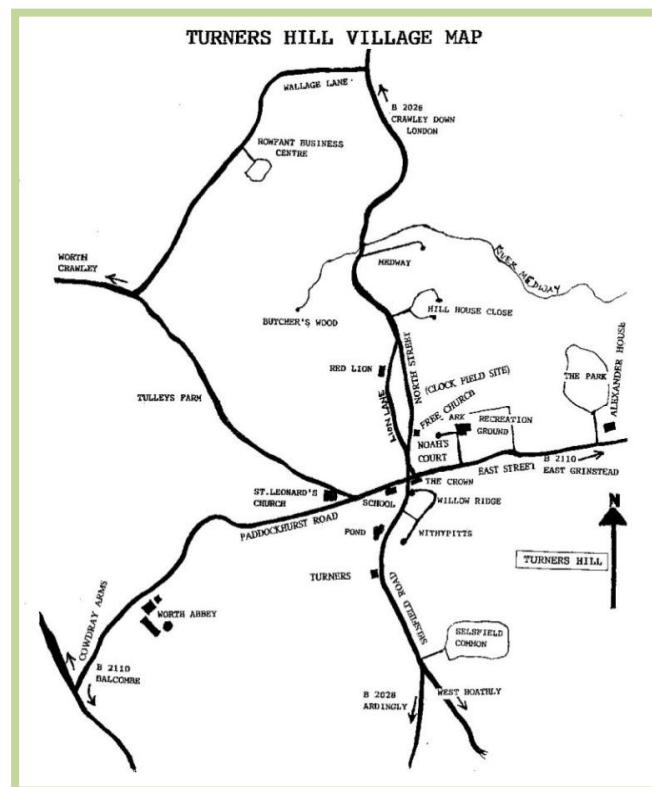 TURNERS HILL VILLAGE MAP
WALLAGE LANE
B 2028
CRAWLEY DOWN
LONDON
ROWFANT BUSINESS
CENTRE
WORTH
CRAWLEY
MEDWAY
RIVER MEDWAY
BUTCHER'S WOOD
HILL HOUSE CLOSE
RED LION
NORTH STREET
(CLOCK FIELD SITE)
THE PARK
ALEXANDER HOUSE
TULLEYS FARM
LION LANE
FREE CHURCH
ARK
RECREATION
GROUND
NOAH'S
COURT
B 2110
EAST GRINSTEAD
EAST STREET
THE CROWN
ST.LEONARD'S
CHURCH
SCHOOL
WILLOW RIDGE
PADDOCKHURST ROAD
POND
WITHYPITTS
N
TURNERS HILL
TURNERS
SELSFIELD ROAD
COWDRAY ARMS
WORTH ABBEY
SELSFIELD
COMMON
B 2110
BALCOMBE
B 2028
ARDINGLY
WEST HOATHLY